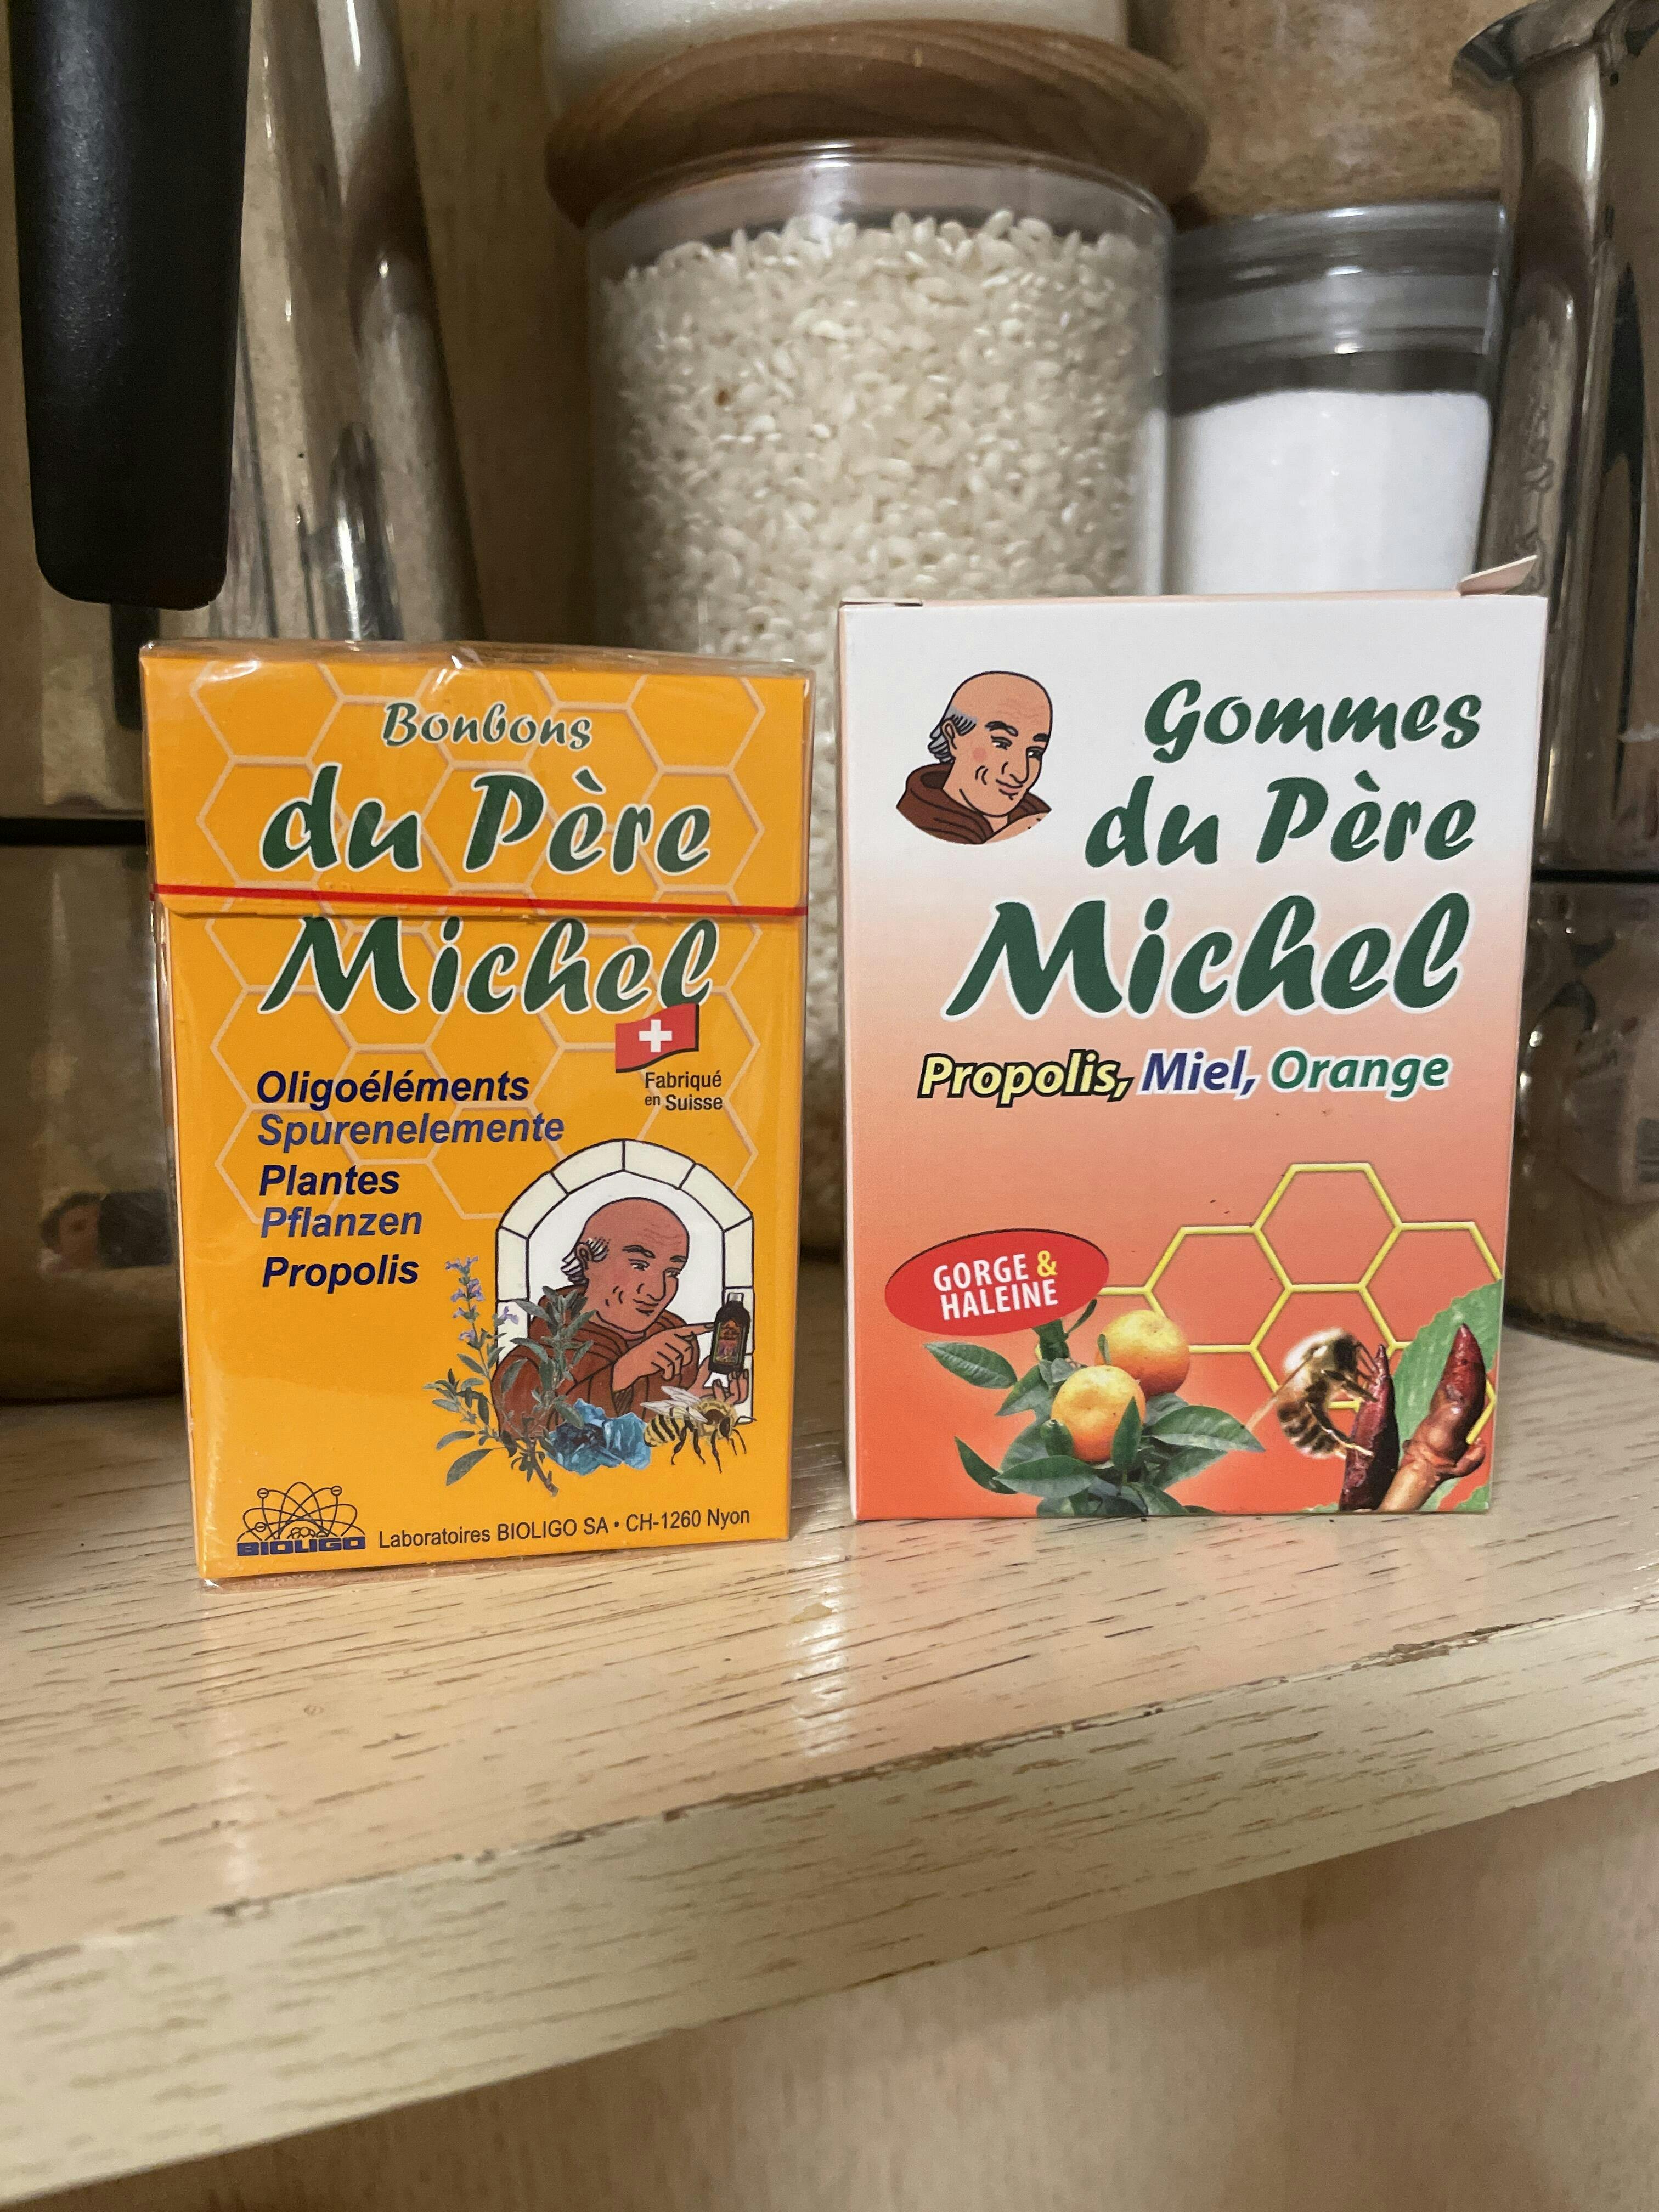 Bonbons
du Père
Michel
Fabriqué
en Suisse
Oligoéléments
Spurenelemente
Plantes
Pflanzen
Propolis
BIOLIGO
Laboratoires BIOLIGO SA • CH-1260 Nyon
Gommes
du Père
Michel
Propolis, Miel, Orange
GORGE &
HALEINE